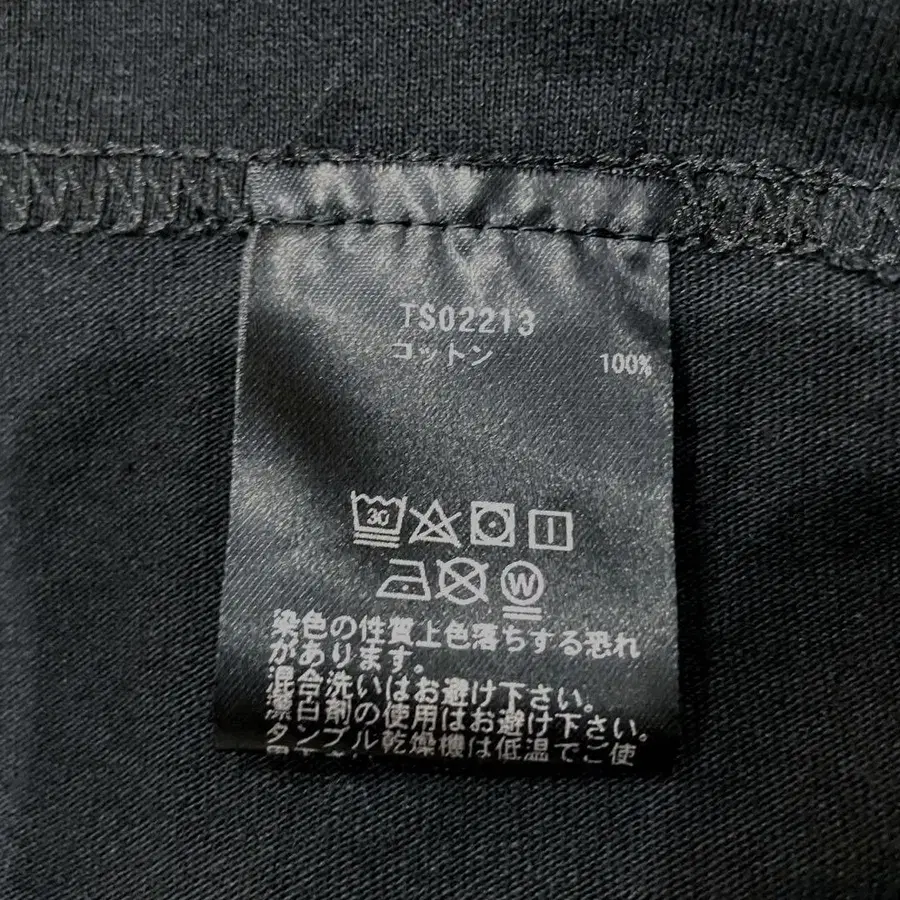 TS02213
コットン 100%
30
W
染色の性質上色落ちする恐れ
があります。
混合洗いはお避け下さい。
漂白剤の使用はお避け下さい。
タンブル乾燥機は低温でご使